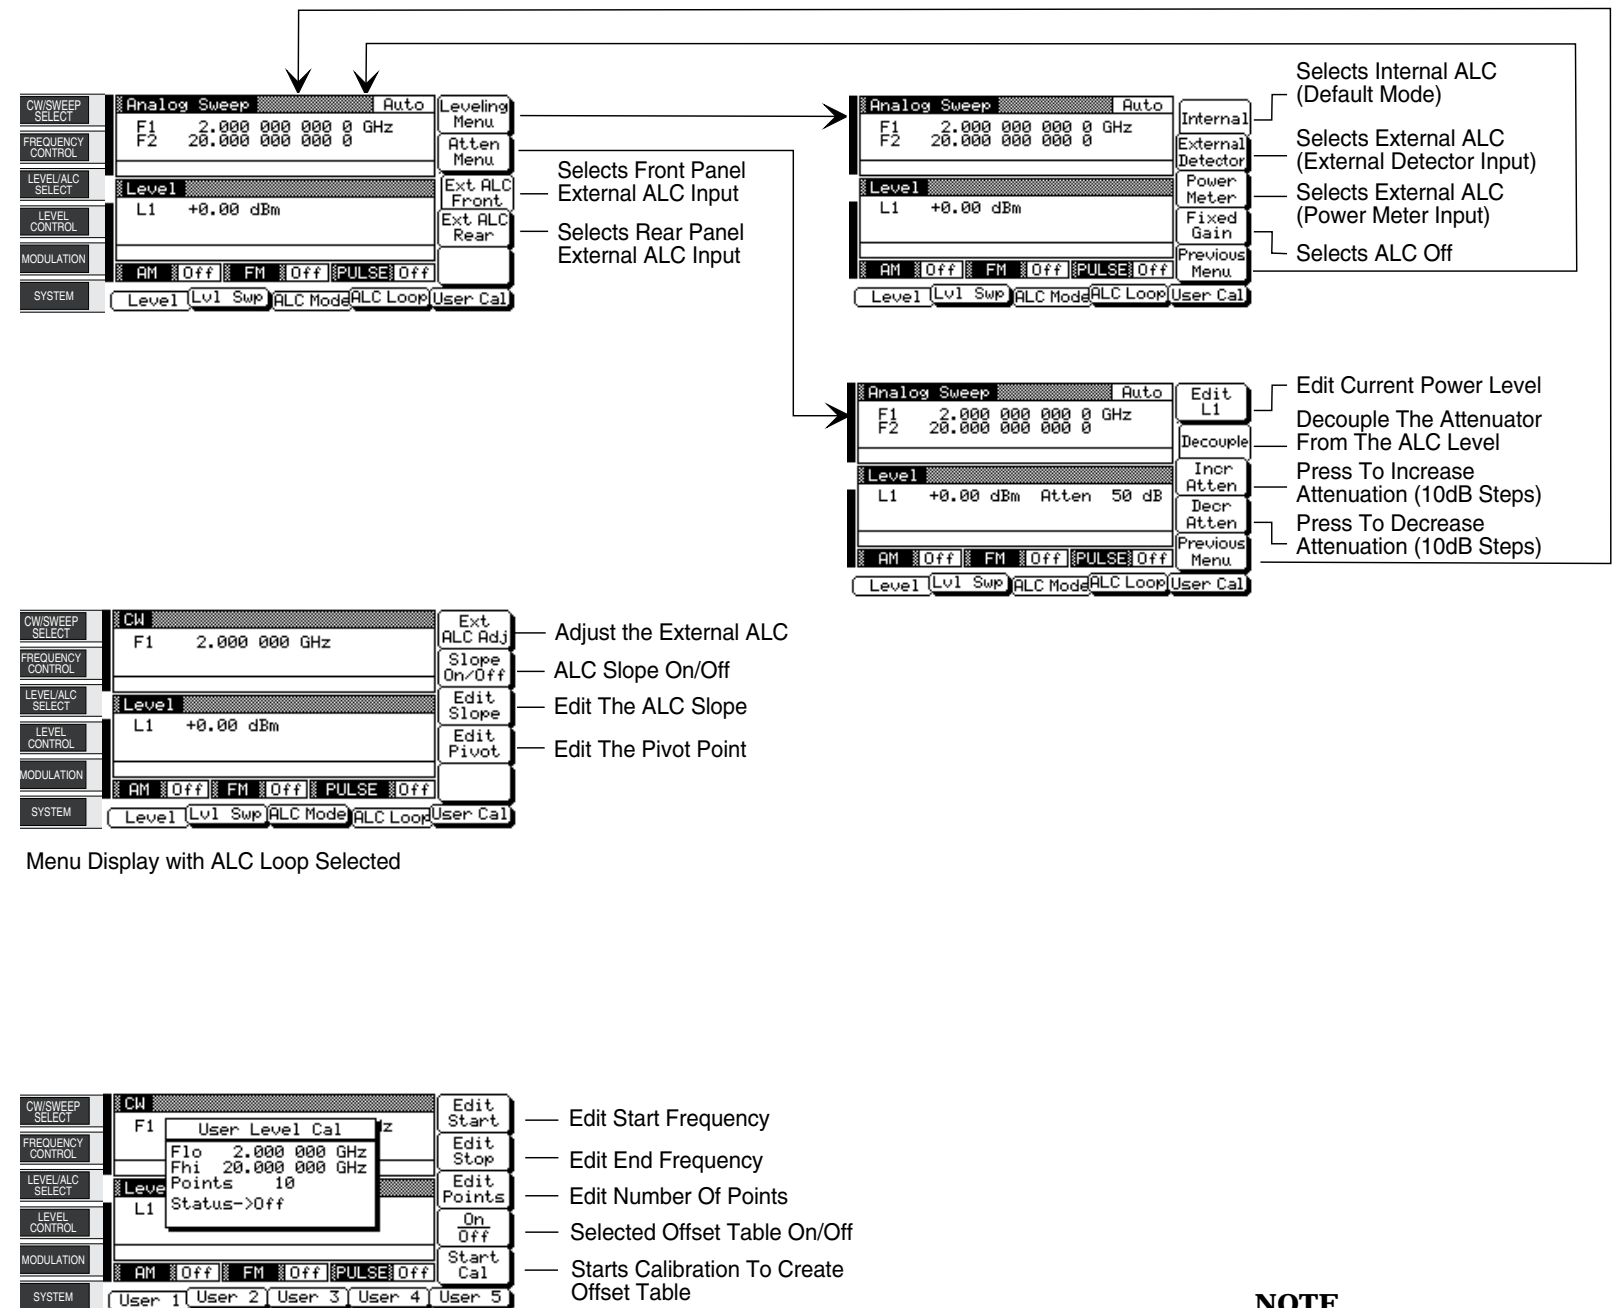 CW/SWEEP
SELECT
FREQUENCY
CONTROL
LEVEL/ALC
SELECT
LEVEL
CONTROL
MODULATION
SYSTEM
Analog Sweep Auto
F1 2.000 000 000 0 GHz
F2 20.000 000 000 0
Level
L1 +0.00 dBm
AM Off FM Off PULSE Off
Level Lvl Swp ALC Mode ALC Loop User Cal
Leveling
Menu
Atten
Menu
Ext ALC
Front
Ext ALC
Rear
Selects Front Panel
External ALC Input
Selects Rear Panel
External ALC Input
Analog Sweep Auto
F1 2.000 000 000 0 GHz
F2 20.000 000 000 0
Level
L1 +0.00 dBm
AM Off FM Off PULSE Off
Level Lvl Swp ALC Mode ALC Loop User Cal
Internal
External
Detector
Power
Meter
Fixed
Gain
Previous
Menu
Selects Internal ALC
(Default Mode)
Selects External ALC
(External Detector Input)
Selects External ALC
(Power Meter Input)
Selects ALC Off
Analog Sweep Auto
F1 2.000 000 000 0 GHz
F2 20.000 000 000 0
Level
L1 +0.00 dBm Atten 50 dB
AM Off FM Off PULSE Off
Level Lvl Swp ALC Mode ALC Loop User Cal
Edit
L1
Decouple
Incr
Atten
Decr
Atten
Previous
Menu
Edit Current Power Level
Decouple The Attenuator
From The ALC Level
Press To Increase
Attenuation (10dB Steps)
Press To Decrease
Attenuation (10dB Steps)
CW/SWEEP
SELECT
FREQUENCY
CONTROL
LEVEL/ALC
SELECT
LEVEL
CONTROL
MODULATION
SYSTEM
CW
F1 2.000 000 GHz
Level
L1 +0.00 dBm
AM Off FM Off PULSE Off
Level Lvl Swp ALC Mode ALC Loop User Cal
Ext
ALC Adj
Slope
On/Off
Edit
Slope
Edit
Pivot
Adjust the External ALC
ALC Slope On/Off
Edit The ALC Slope
Edit The Pivot Point
Menu Display with ALC Loop Selected
CW/SWEEP
SELECT
FREQUENCY
CONTROL
LEVEL/ALC
SELECT
LEVEL
CONTROL
MODULATION
SYSTEM
CW
F1 z
User Level Cal
Flo 2.000 000 GHz
Fhi 20.000 000 GHz
Points 10
Status->Off
Leve
L1
AM Off FM Off PULSE Off
User 1 User 2 User 3 User 4 User 5
Edit
Start
Edit
Stop
Edit
Points
On
Off
Start
Cal
Edit Start Frequency
Edit End Frequency
Edit Number Of Points
Selected Offset Table On/Off
Starts Calibration To Create
Offset Table
NOTE